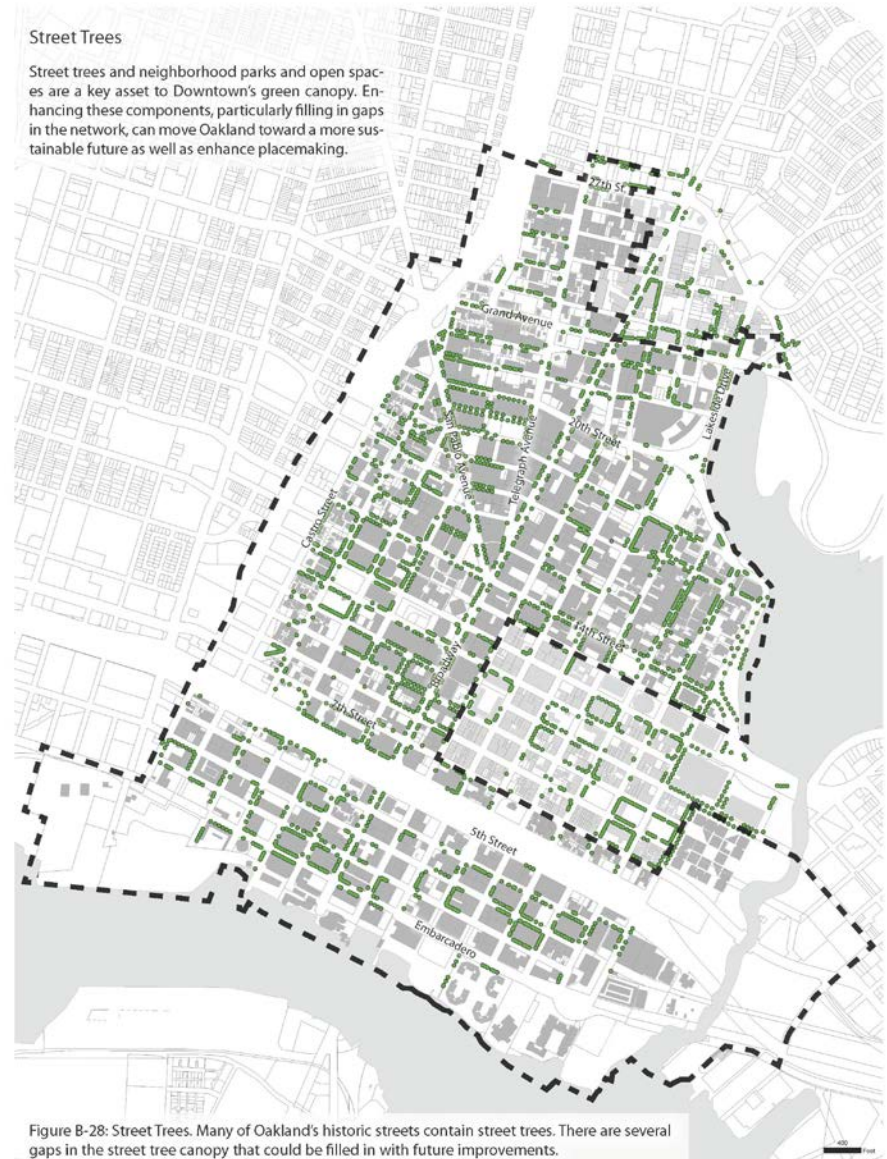 Street Trees
Street trees and neighborhood parks and open spac-
es are a key asset to Downtown's green canopy. En-
hancing these components, particularly filling in gaps
in the network, can move Oakland toward a more sus-
tainable future as well as enhance placemaking.
27th St.
Grand Avenue
Lakeside Drive
20th Street
San Pablo Avenue
Telegraph Avenue
Castro Street
14th Street
Broadway
7th Street
5th Street
Embarcadero
Figure B-28: Street Trees. Many of Oakland's historic streets contain street trees. There are several
gaps in the street tree canopy that could be filled in with future improvements.
400
Feet